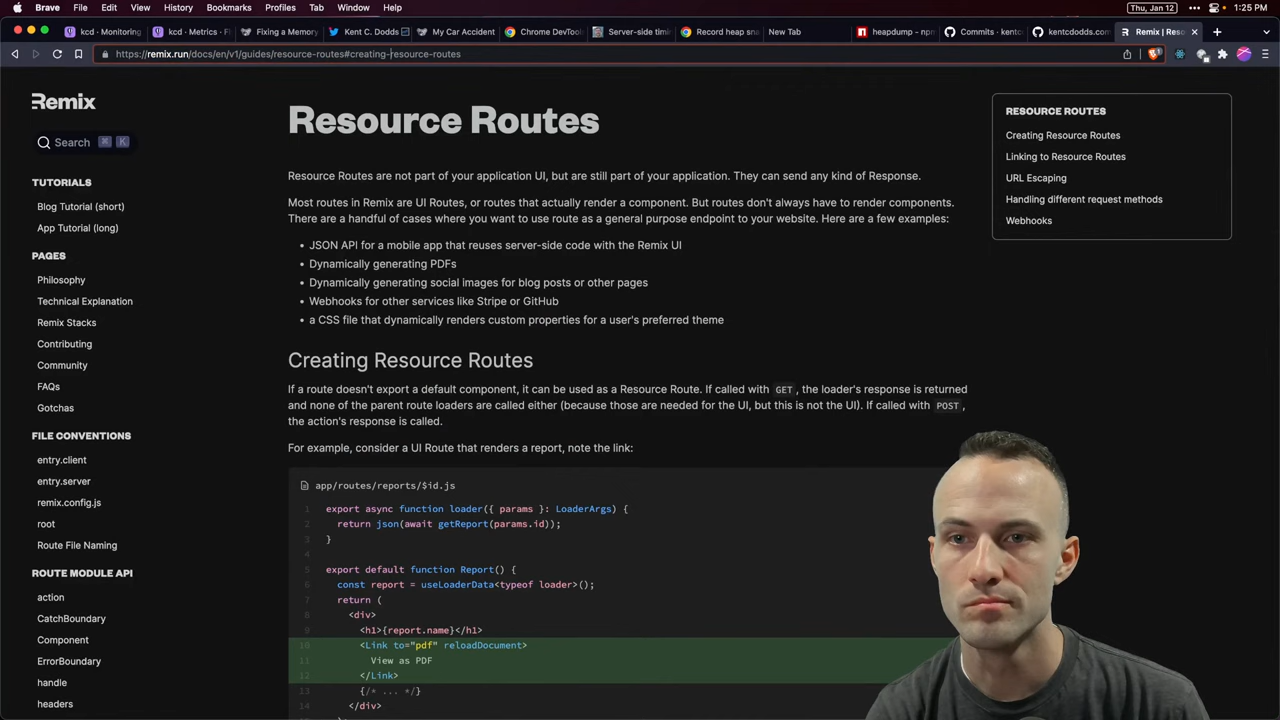 Brave File Edit View History Bookmarks Profiles Tab Window Help Thu, Jan 12 1:25 PM
kcd · Monitoring kcd · Metrics · F Fixing a Memory Kent C. Dodds My Car Accident Chrome DevTool Server-side timi Record heap sna New Tab heapdump - npm Commits · kentc kentcdodds.com Remix | Reso
https://remix.run/docs/en/v1/guides/resource-routes#creating-resource-routes
Remix
Search ⌘ K
TUTORIALS
Blog Tutorial (short)
App Tutorial (long)
PAGES
Philosophy
Technical Explanation
Remix Stacks
Contributing
Community
FAQs
Gotchas
FILE CONVENTIONS
entry.client
entry.server
remix.config.js
root
Route File Naming
ROUTE MODULE API
action
CatchBoundary
Component
ErrorBoundary
handle
headers
Resource Routes
Resource Routes are not part of your application UI, but are still part of your application. They can send any kind of Response.
Most routes in Remix are UI Routes, or routes that actually render a component. But routes don't always have to render components.
There are a handful of cases where you want to use route as a general purpose endpoint to your website. Here are a few examples:
• JSON API for a mobile app that reuses server-side code with the Remix UI
• Dynamically generating PDFs
• Dynamically generating social images for blog posts or other pages
• Webhooks for other services like Stripe or GitHub
• a CSS file that dynamically renders custom properties for a user's preferred theme
Creating Resource Routes
If a route doesn't export a default component, it can be used as a Resource Route. If called with GET, the loader's response is returned
and none of the parent route loaders are called either (because those are needed for the UI, but this is not the UI). If called with POST,
the action's response is called.
For example, consider a UI Route that renders a report, note the link:
app/routes/reports/$id.js
1 export async function loader({ params }: LoaderArgs) {
2 return json(await getReport(params.id));
3 }
4
5 export default function Report() {
6 const report = useLoaderData<typeof loader>();
7 return (
8 <div>
9 <h1>{report.name}</h1>
10 <Link to="pdf" reloadDocument>
11 View as PDF
12 </Link>
13 {/* ... */}
14 </div>
RESOURCE ROUTES
Creating Resource Routes
Linking to Resource Routes
URL Escaping
Handling different request methods
Webhooks